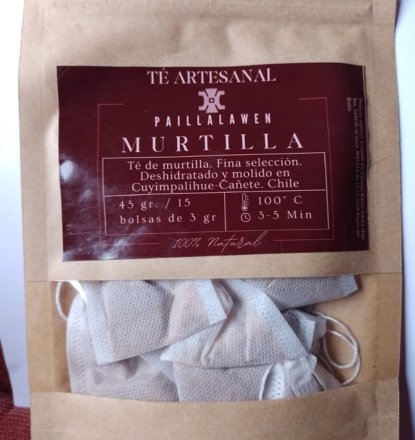 TÉ ARTESANAL
PAILLALAWEN
MURTILLA
Té de murtilla. Fina selección.
Deshidratado y molido en
Cuyimpalihue-Cañete. Chile
45 gr. / 15
bolsas de 3 gr
100° C
3-5 Min
100% Natural